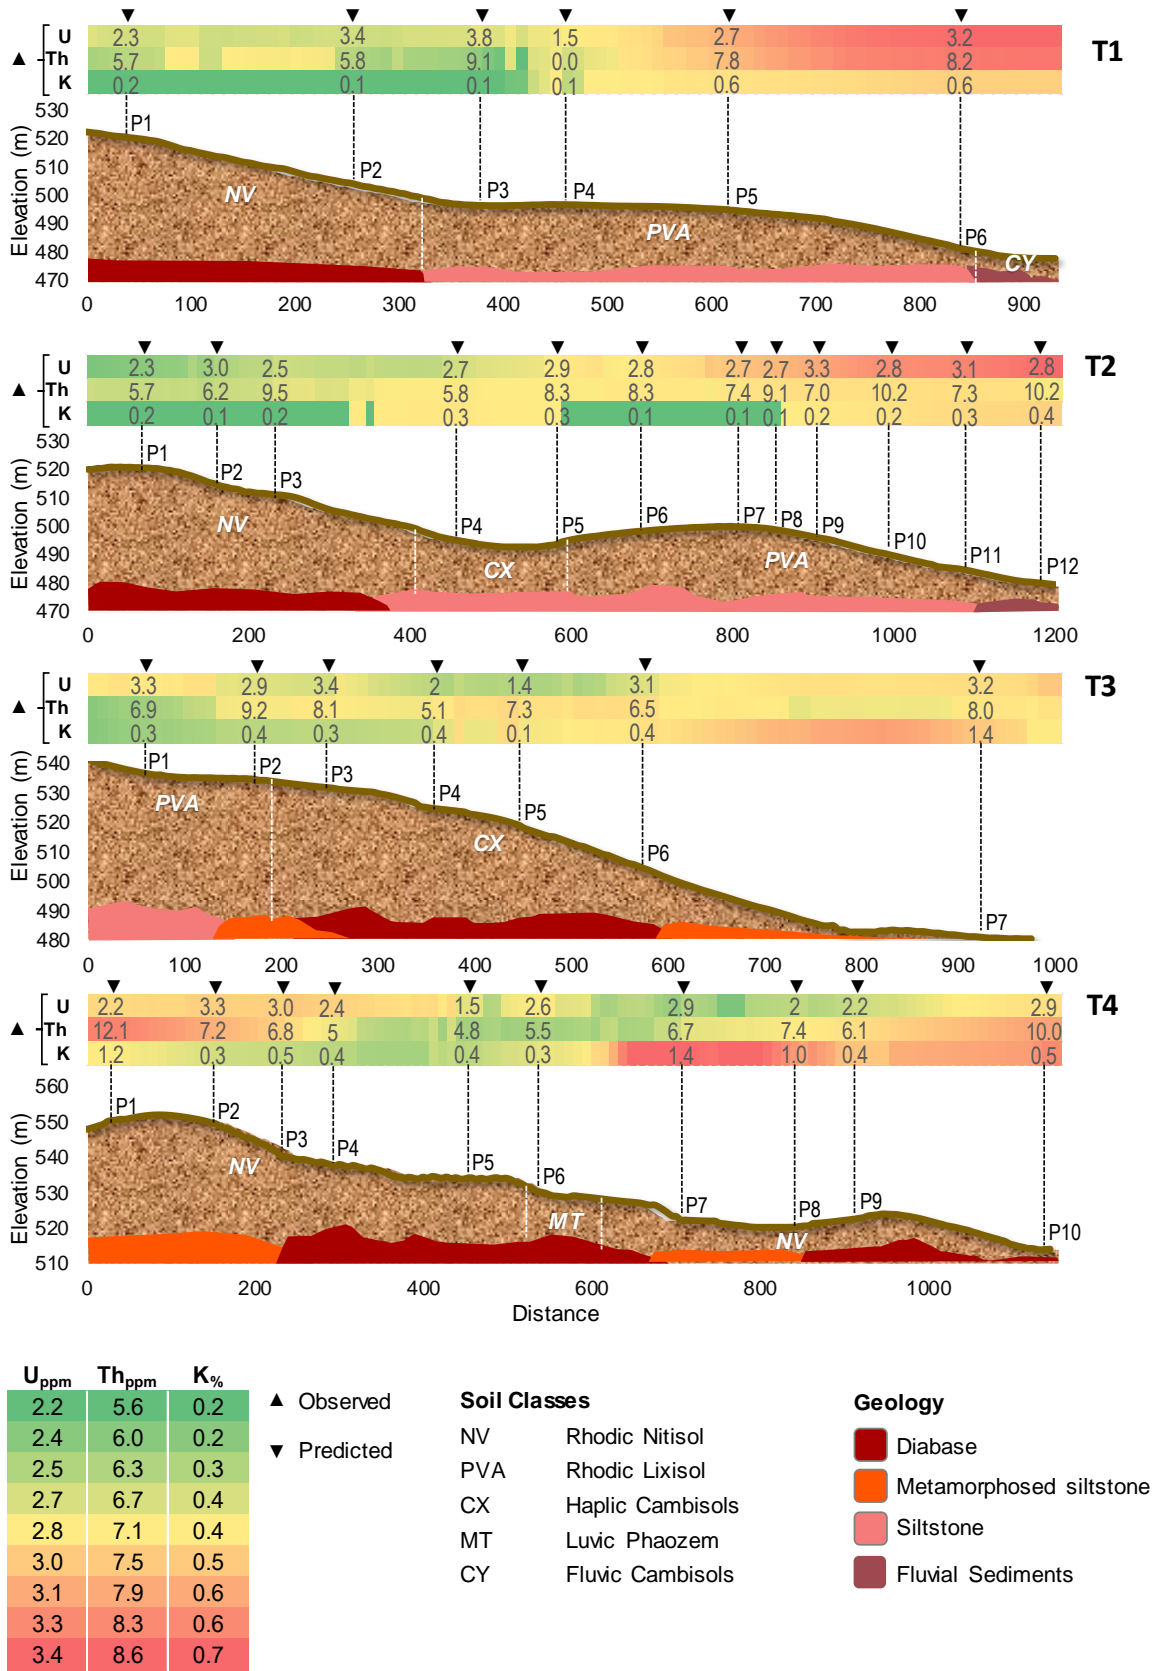 U 2.3 3.4 3.8 1.5 2.7 3.2 T1
▲ Th 5.7 5.8 9.1 0.0 7.8 8.2
K 0.2 0.1 0.1 0.1 0.6 0.6
Elevation (m)
530
520
510
500
490
480
470
P1
P2
P3 P4 P5
P6
NV PVA CY
0 100 200 300 400 500 600 700 800 900
U 2.3 3.0 2.5 2.7 2.9 2.8 2.7 2.7 3.3 2.8 3.1 2.8 T2
▲ Th 5.7 6.2 9.5 5.8 8.3 8.3 7.4 9.1 7.0 10.2 7.3 10.2
K 0.2 0.1 0.2 0.3 0.3 0.1 0.1 0.1 0.2 0.2 0.3 0.4
Elevation (m)
530
520
510
500
490
480
470
P1 P2 P3 P4 P5 P6 P7 P8 P9 P10 P11 P12
NV CX PVA
0 200 400 600 800 1000 1200
U 3.3 2.9 3.4 2 1.4 3.1 3.2 T3
▲ Th 6.9 9.2 8.1 5.1 7.3 6.5 8.0
K 0.3 0.4 0.3 0.4 0.1 0.4 1.4
Elevation (m)
540
530
520
510
500
490
480
P1 P2 P3 P4 P5 P6 P7
PVA CX
0 100 200 300 400 500 600 700 800 900 1000
U 2.2 3.3 3.0 2.4 1.5 2.6 2.9 2 2.2 2.9 T4
▲ Th 12.1 7.2 6.8 5 4.8 5.5 6.7 7.4 6.1 10.0
K 1.2 0.3 0.5 0.4 0.4 0.3 1.4 1.0 0.4 0.5
Elevation (m)
560
550
540
530
520
510
P1 P2 P3 P4 P5 P6 P7 P8 P9 P10
NV MT NV
0 200 400 600 800 1000
Distance
Uppm Thppm K%
2.2 5.6 0.2
2.4 6.0 0.2
2.5 6.3 0.3
2.7 6.7 0.4
2.8 7.1 0.4
3.0 7.5 0.5
3.1 7.9 0.6
3.3 8.3 0.6
3.4 8.6 0.7
▲ Observed
▼ Predicted
Soil Classes
NV Rhodic Nitisol
PVA Rhodic Lixisol
CX Haplic Cambisols
MT Luvic Phaozem
CY Fluvic Cambisols
Geology
Diabase
Metamorphosed siltstone
Siltstone
Fluvial Sediments